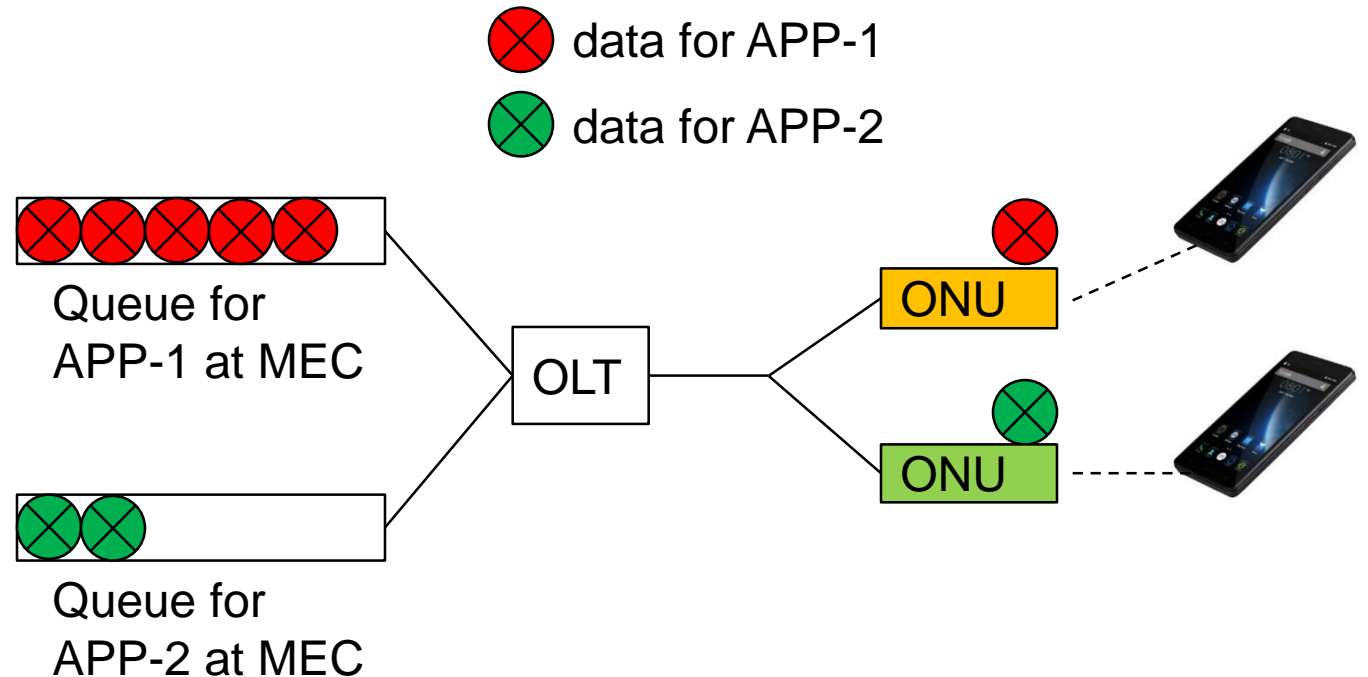 data for APP-1
data for APP-2
Queue for
APP-1 at MEC
OLT
ONU
ONU
Queue for
APP-2 at MEC